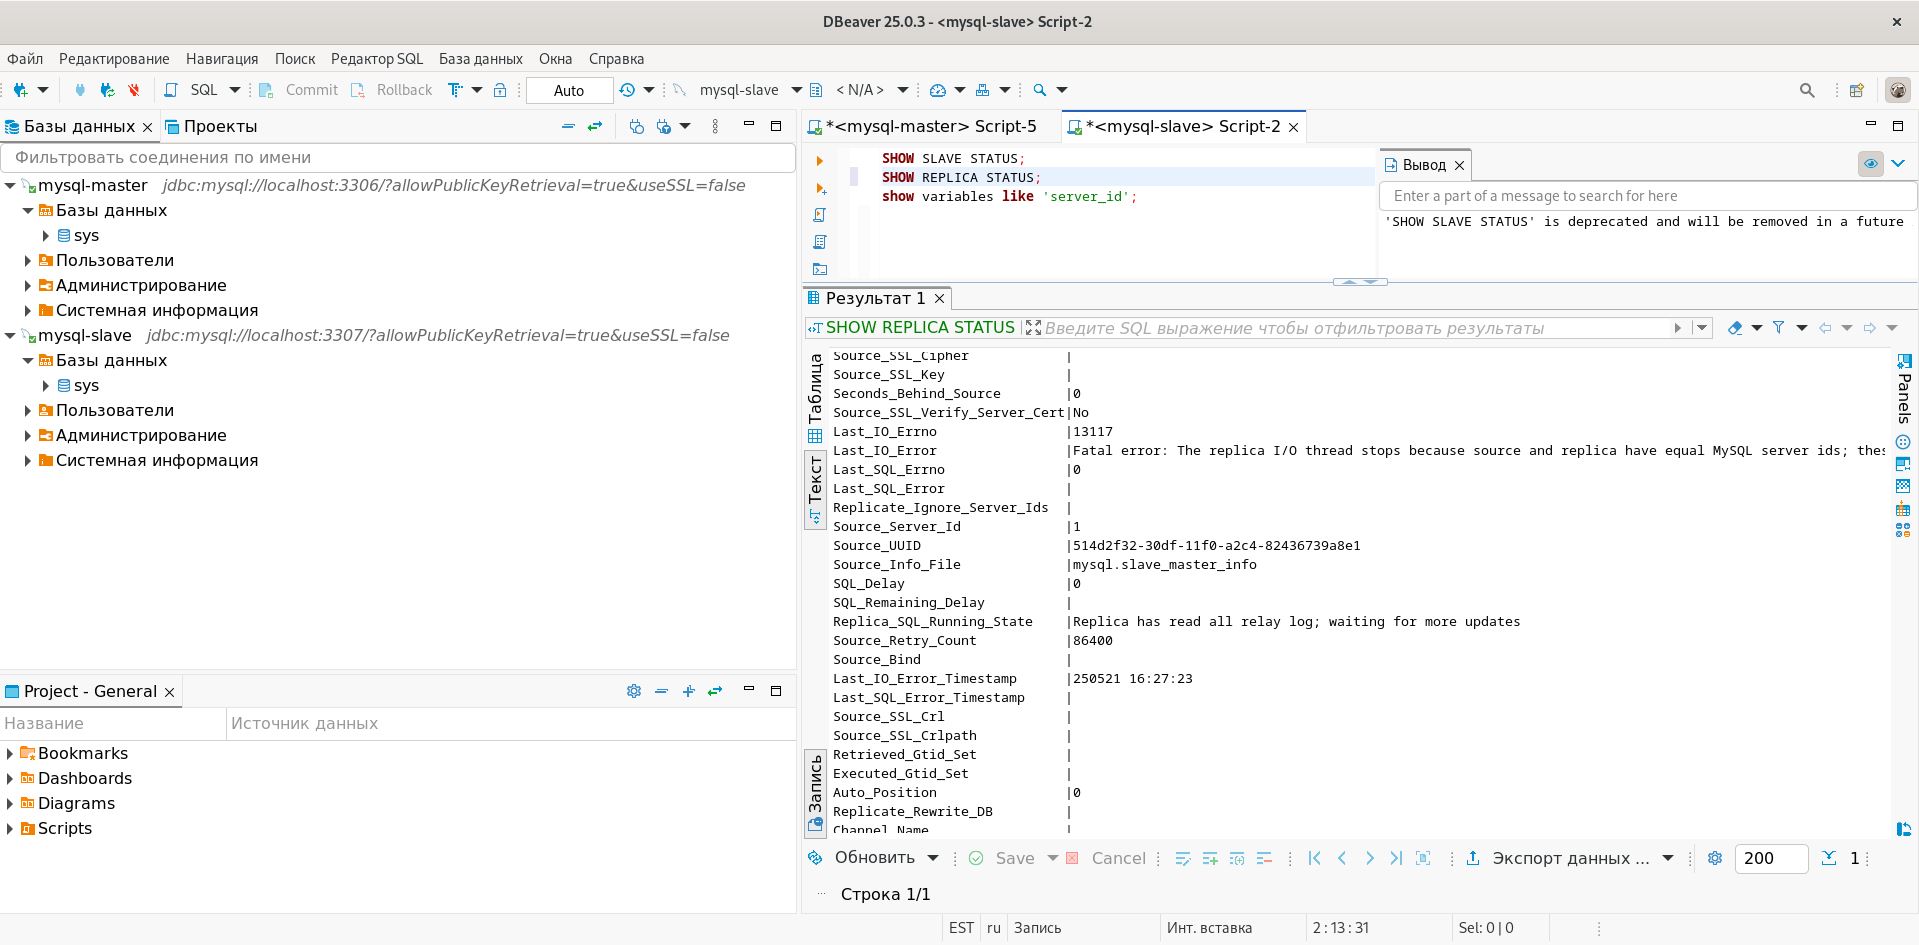 DBeaver 25.0.3 - <mysql-slave> Script-2
Файл Редактирование Навигация Поиск Редактор SQL База данных Окна Справка
SQL Commit Rollback Auto mysql-slave < N/A >
Базы данных Проекты
Фильтровать соединения по имени
mysql-master jdbc:mysql://localhost:3306/?allowPublicKeyRetrieval=true&useSSL=false
Базы данных
sys
Пользователи
Администрирование
Системная информация
mysql-slave jdbc:mysql://localhost:3307/?allowPublicKeyRetrieval=true&useSSL=false
Базы данных
sys
Пользователи
Администрирование
Системная информация
Project - General
Название Источник данных
Bookmarks
Dashboards
Diagrams
Scripts
*<mysql-master> Script-5 *<mysql-slave> Script-2
SHOW SLAVE STATUS;
SHOW REPLICA STATUS;
show variables like 'server_id';
Вывод
Enter a part of a message to search for here
'SHOW SLAVE STATUS' is deprecated and will be removed in a future
Результат 1
SHOW REPLICA STATUS Введите SQL выражение чтобы отфильтровать результаты
Таблица
Текст
Запись
Source_SSL_Cipher |
Source_SSL_Key |
Seconds_Behind_Source |0
Source_SSL_Verify_Server_Cert|No
Last_IO_Errno |13117
Last_IO_Error |Fatal error: The replica I/O thread stops because source and replica have equal MySQL server ids; thes
Last_SQL_Errno |0
Last_SQL_Error |
Replicate_Ignore_Server_Ids |
Source_Server_Id |1
Source_UUID |514d2f32-30df-11f0-a2c4-82436739a8e1
Source_Info_File |mysql.slave_master_info
SQL_Delay |0
SQL_Remaining_Delay |
Replica_SQL_Running_State |Replica has read all relay log; waiting for more updates
Source_Retry_Count |86400
Source_Bind |
Last_IO_Error_Timestamp |250521 16:27:23
Last_SQL_Error_Timestamp |
Source_SSL_Crl |
Source_SSL_Crlpath |
Retrieved_Gtid_Set |
Executed_Gtid_Set |
Auto_Position |0
Replicate_Rewrite_DB |
Channel_Name |
Panels
Обновить Save Cancel Экспорт данных ... 200 1
Строка 1/1
EST ru Запись Инт. вставка 2 : 13 : 31 Sel: 0 | 0